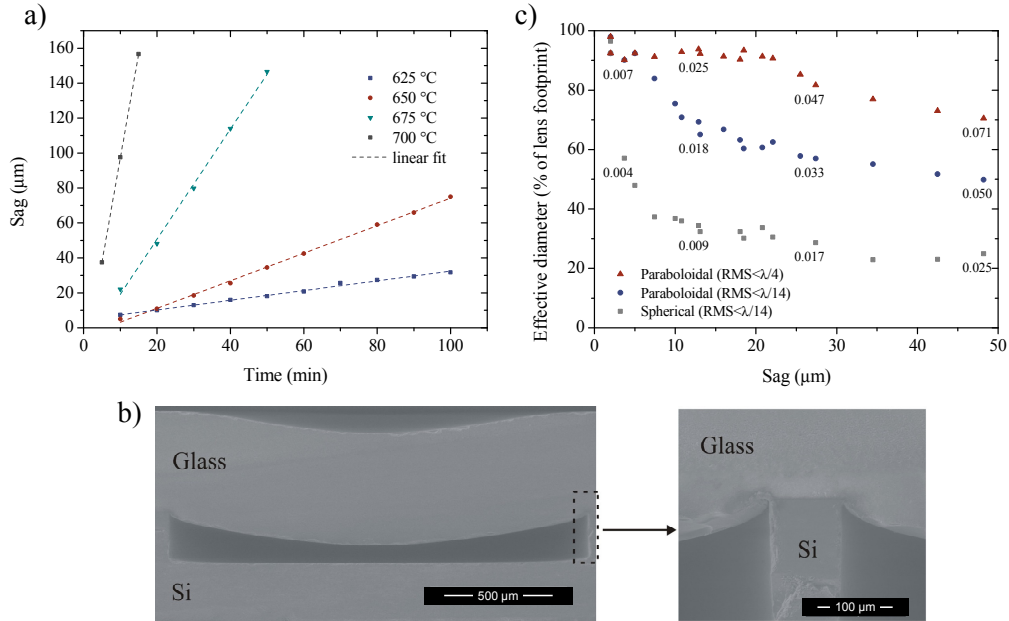 a)
160
140
120
100
80
60
40
20
0
Sag (µm)
0
20
40
60
80
100
Time (min)
625 °C
650 °C
675 °C
700 °C
linear fit
c)
100
80
60
40
20
0
Effective diameter (% of lens footprint)
0.007
0.025
0.047
0.071
0.018
0.033
0.050
0.004
0.009
0.017
0.025
Paraboloidal (RMS<λ/4)
Paraboloidal (RMS<λ/14)
Spherical (RMS<λ/14)
0
10
20
30
40
50
Sag (µm)
b)
Glass
Si
500 µm
Glass
Si
100 µm